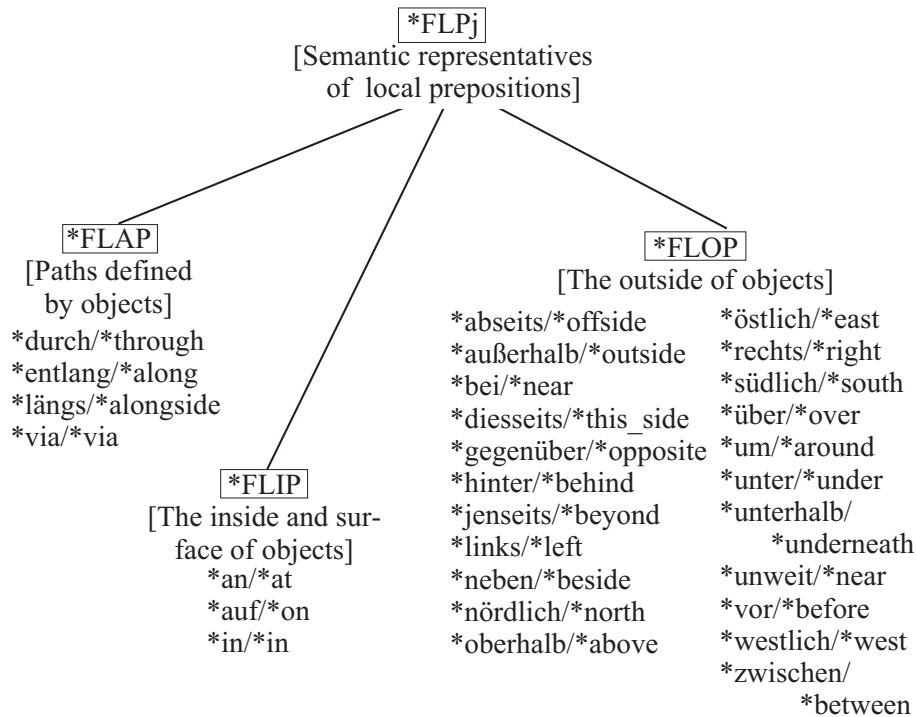 *FLPj
[Semantic representatives
of local prepositions]
*FLAP
[Paths defined
by objects]
*durch/*through
*entlang/*along
*längs/*alongside
*via/*via
*FLIP
[The inside and sur-
face of objects]
*an/*at
*auf/*on
*in/*in
*FLOP
[The outside of objects]
*abseits/*offside
*außerhalb/*outside
*bei/*near
*diesseits/*this_side
*gegenüber/*opposite
*hinter/*behind
*jenseits/*beyond
*links/*left
*neben/*beside
*nördlich/*north
*oberhalb/*above
*östlich/*east
*rechts/*right
*südlich/*south
*über/*over
*um/*around
*unter/*under
*unterhalb/
*underneath
*unweit/*near
*vor/*before
*westlich/*west
*zwischen/
*between